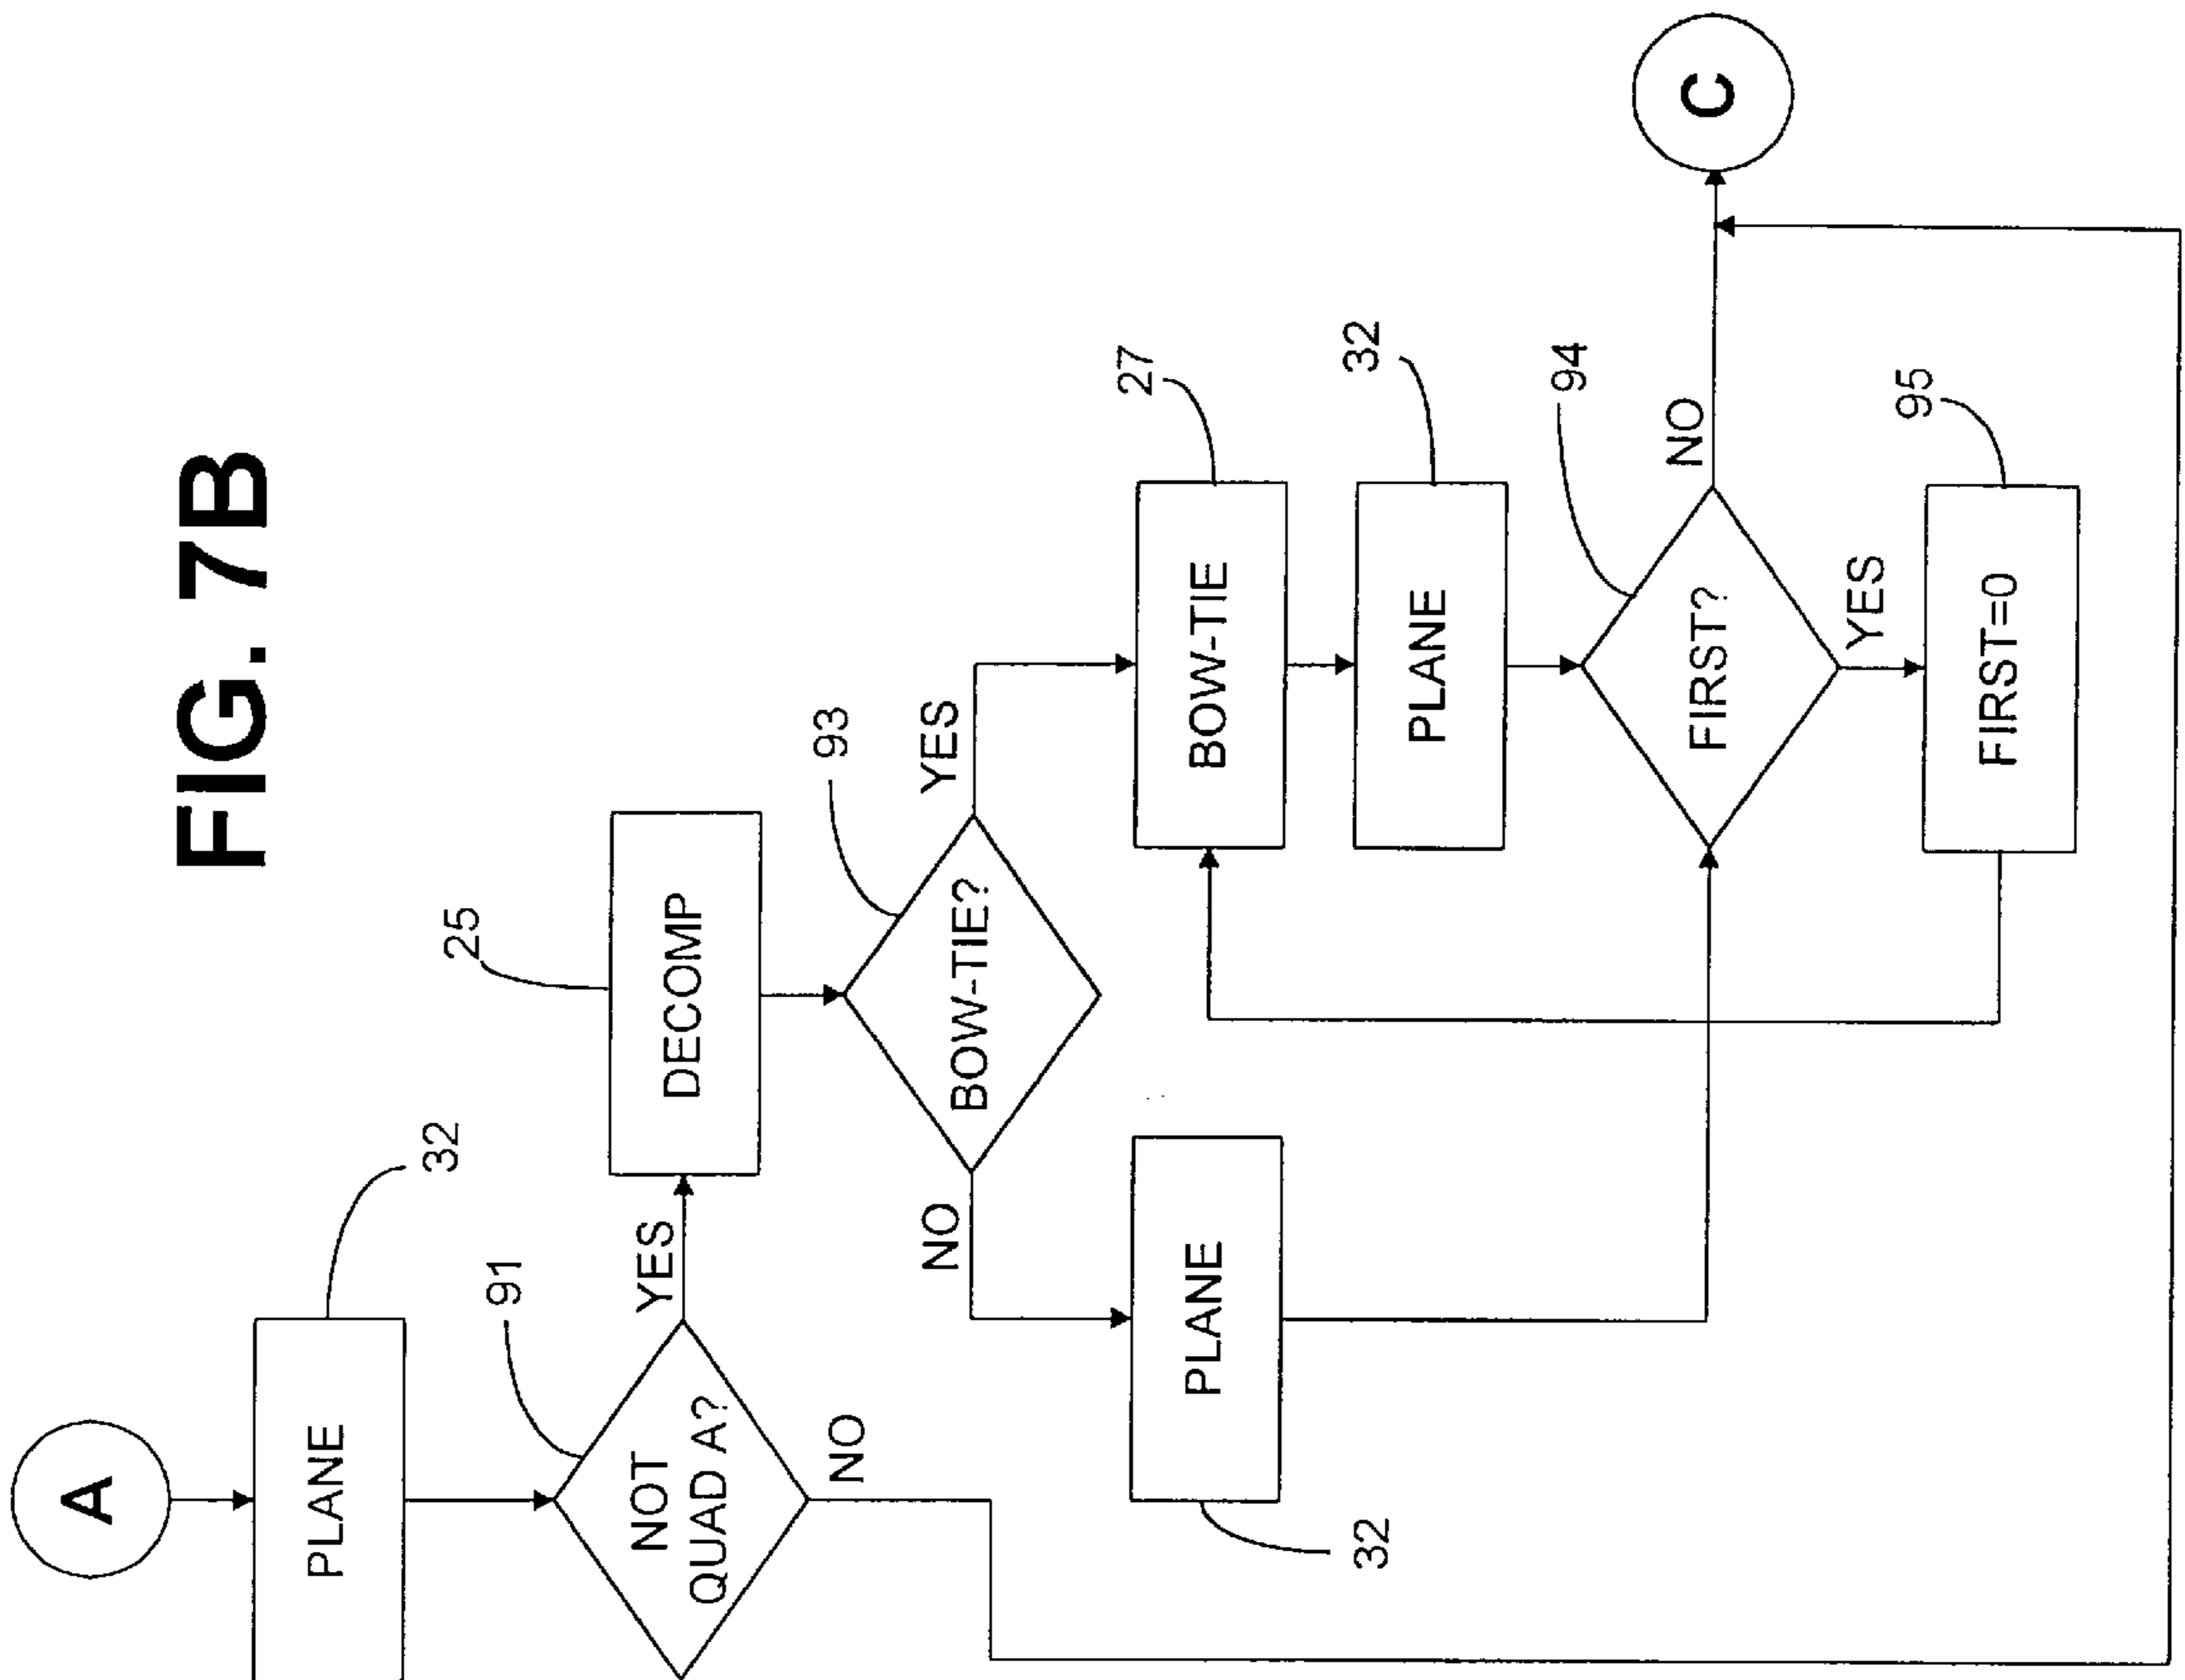 FIG. 7B
A
PLANE
32
NOT
QUAD A?
91
YES
NO
DECOMP
25
BOW-TIE?
93
YES
NO
PLANE
32
BOW-TIE
27
PLANE
32
FIRST?
94
NO
YES
FIRST=0
95
C